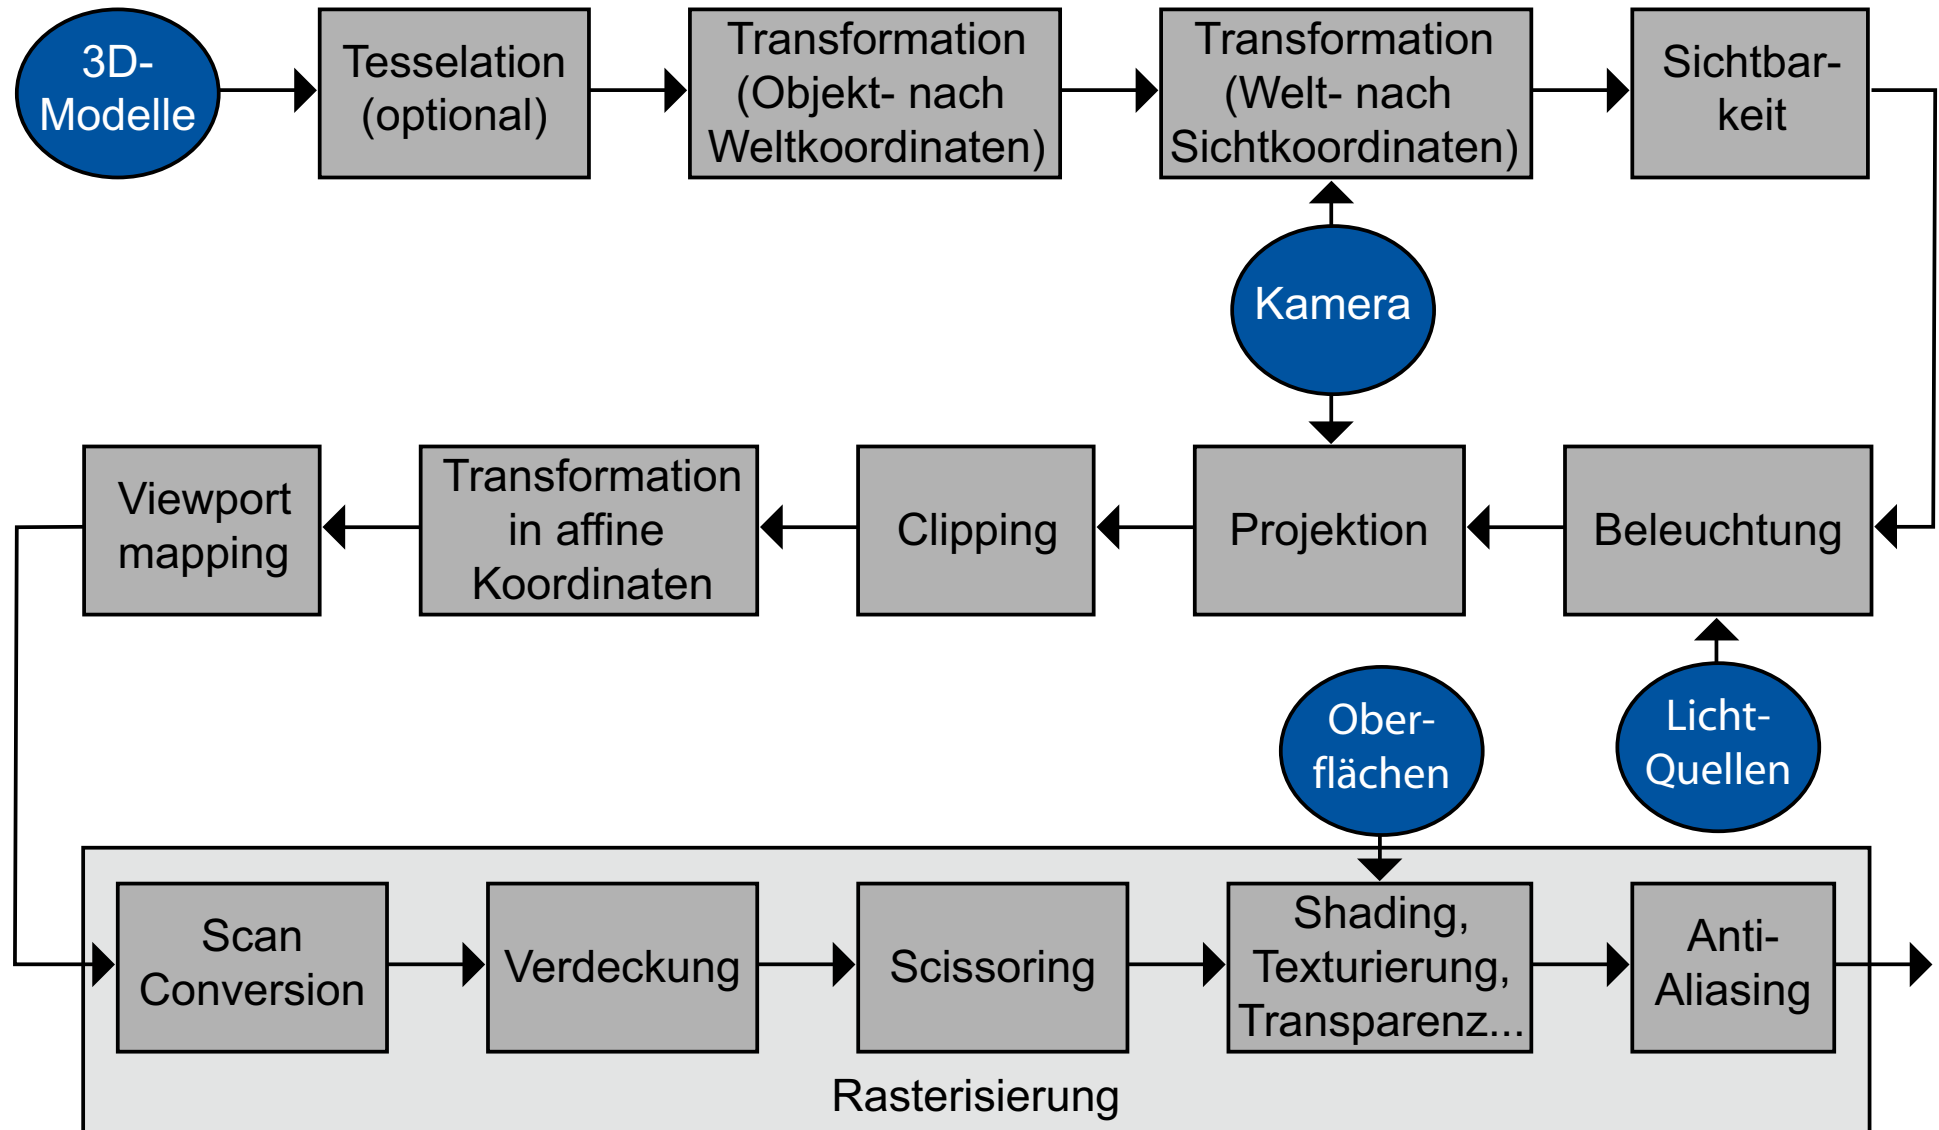 3D-
Modelle
Tesselation
(optional)
Transformation
(Objekt- nach
Weltkoordinaten)
Transformation
(Welt- nach
Sichtkoordinaten)
Sichtbar-
keit
Kamera
Viewport
mapping
Transformation
in affine
Koordinaten
Clipping
Projektion
Beleuchtung
Ober-
flächen
Licht-
Quellen
Scan
Conversion
Verdeckung
Scissoring
Shading,
Texturierung,
Transparenz...
Anti-
Aliasing
Rasterisierung